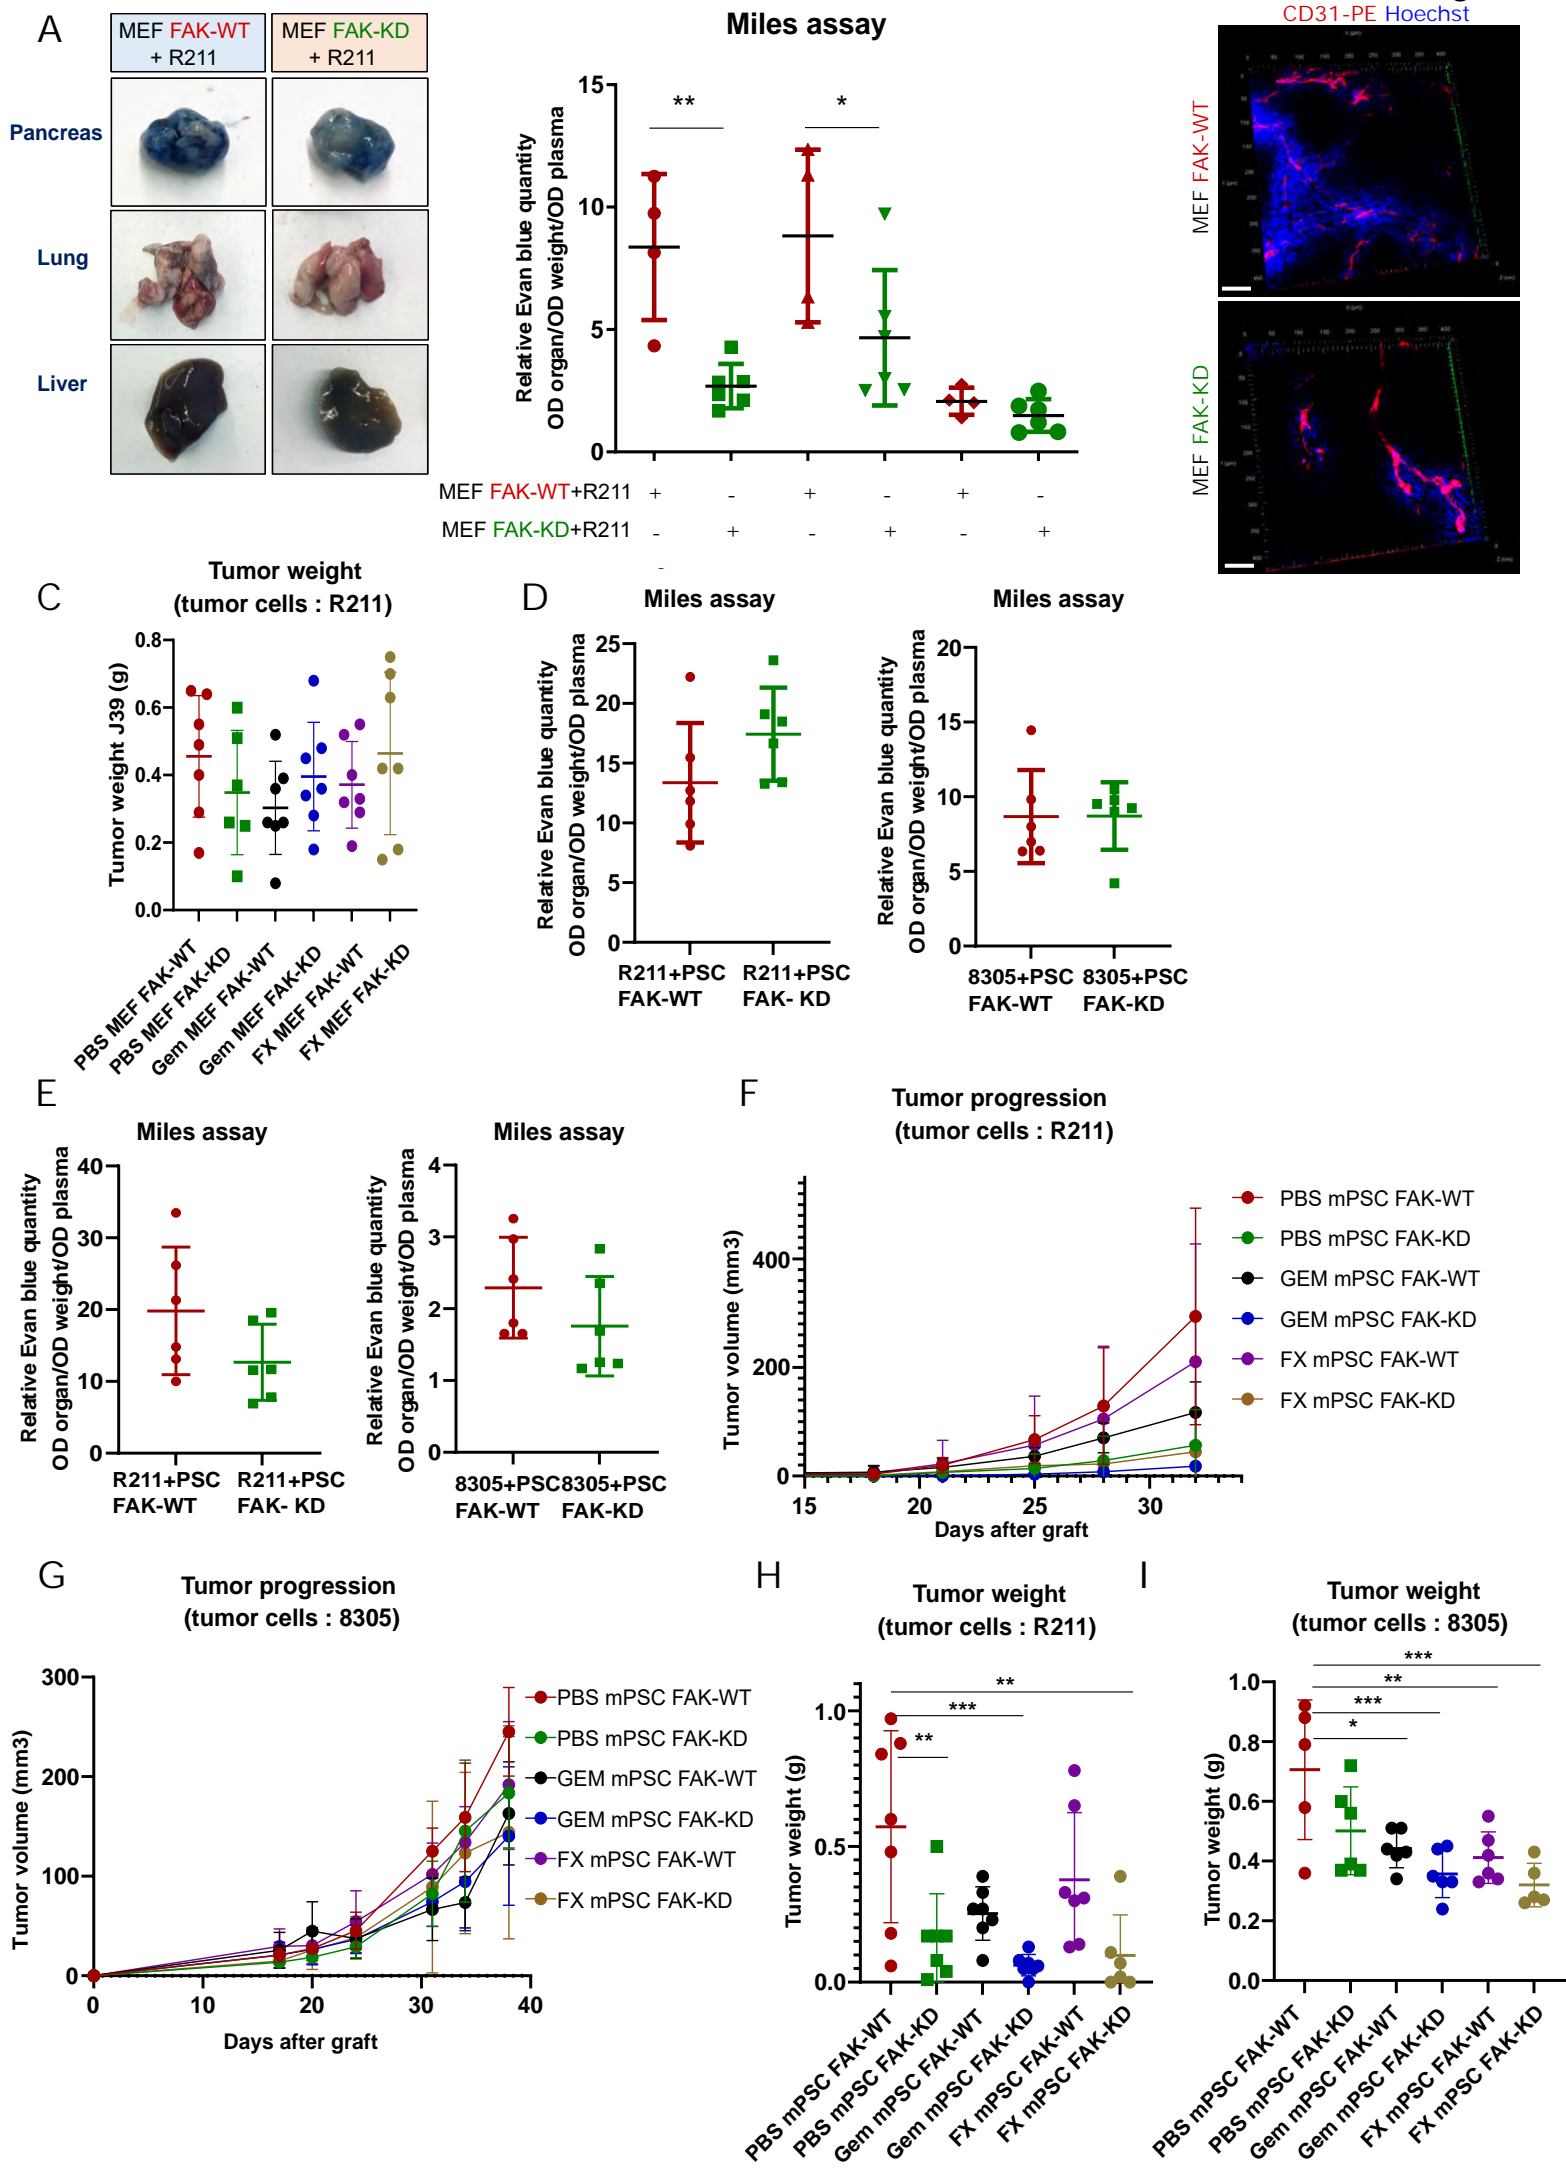 A
MEF FAK-WT
+ R211
MEF FAK-KD
+ R211
Pancreas
Lung
Liver
Miles assay
Relative Evan blue quantity
OD organ/OD weight/OD plasma
15
10
5
0
** *
MEF FAK-WT+R211 + - + - + -
MEF FAK-KD+R211 - + - + - +
CD31-PE Hoechst
MEF FAK-WT
MEF FAK-KD
C
Tumor weight
(tumor cells : R211)
Tumor weight J39 (g)
0.8
0.6
0.4
0.2
0.0
PBS MEF FAK-WT
PBS MEF FAK-KD
Gem MEF FAK-WT
Gem MEF FAK-KD
FX MEF FAK-WT
FX MEF FAK-KD
D
Miles assay
Relative Evan blue quantity
OD organ/OD weight/OD plasma
25
20
15
10
5
0
R211+PSC
FAK-WT
R211+PSC
FAK- KD
Miles assay
Relative Evan blue quantity
OD organ/OD weight/OD plasma
20
15
10
5
0
8305+PSC
FAK-WT
8305+PSC
FAK-KD
E
Miles assay
Relative Evan blue quantity
OD organ/OD weight/OD plasma
40
30
20
10
0
R211+PSC
FAK-WT
R211+PSC
FAK- KD
Miles assay
Relative Evan blue quantity
OD organ/OD weight/OD plasma
4
3
2
1
0
8305+PSC
FAK-WT
8305+PSC
FAK-KD
F
Tumor progression
(tumor cells : R211)
Tumor volume (mm3)
400
200
0
15 20 25 30
Days after graft
PBS mPSC FAK-WT
PBS mPSC FAK-KD
GEM mPSC FAK-WT
GEM mPSC FAK-KD
FX mPSC FAK-WT
FX mPSC FAK-KD
G
Tumor progression
(tumor cells : 8305)
Tumor volume (mm3)
300
200
100
0
0 10 20 30 40
Days after graft
PBS mPSC FAK-WT
PBS mPSC FAK-KD
GEM mPSC FAK-WT
GEM mPSC FAK-KD
FX mPSC FAK-WT
FX mPSC FAK-KD
H
Tumor weight
(tumor cells : R211)
Tumor weight (g)
1.0
0.5
0.0
**
***
**
PBS mPSC FAK-WT
PBS mPSC FAK-KD
Gem mPSC FAK-WT
Gem mPSC FAK-KD
FX mPSC FAK-WT
FX mPSC FAK-KD
I
Tumor weight
(tumor cells : 8305)
Tumor weight (g)
1.0
0.8
0.6
0.4
0.2
0.0
***
**
***
*
PBS mPSC FAK-WT
PBS mPSC FAK-KD
Gem mPSC FAK-WT
Gem mPSC FAK-KD
FX mPSC FAK-WT
FX mPSC FAK-KD